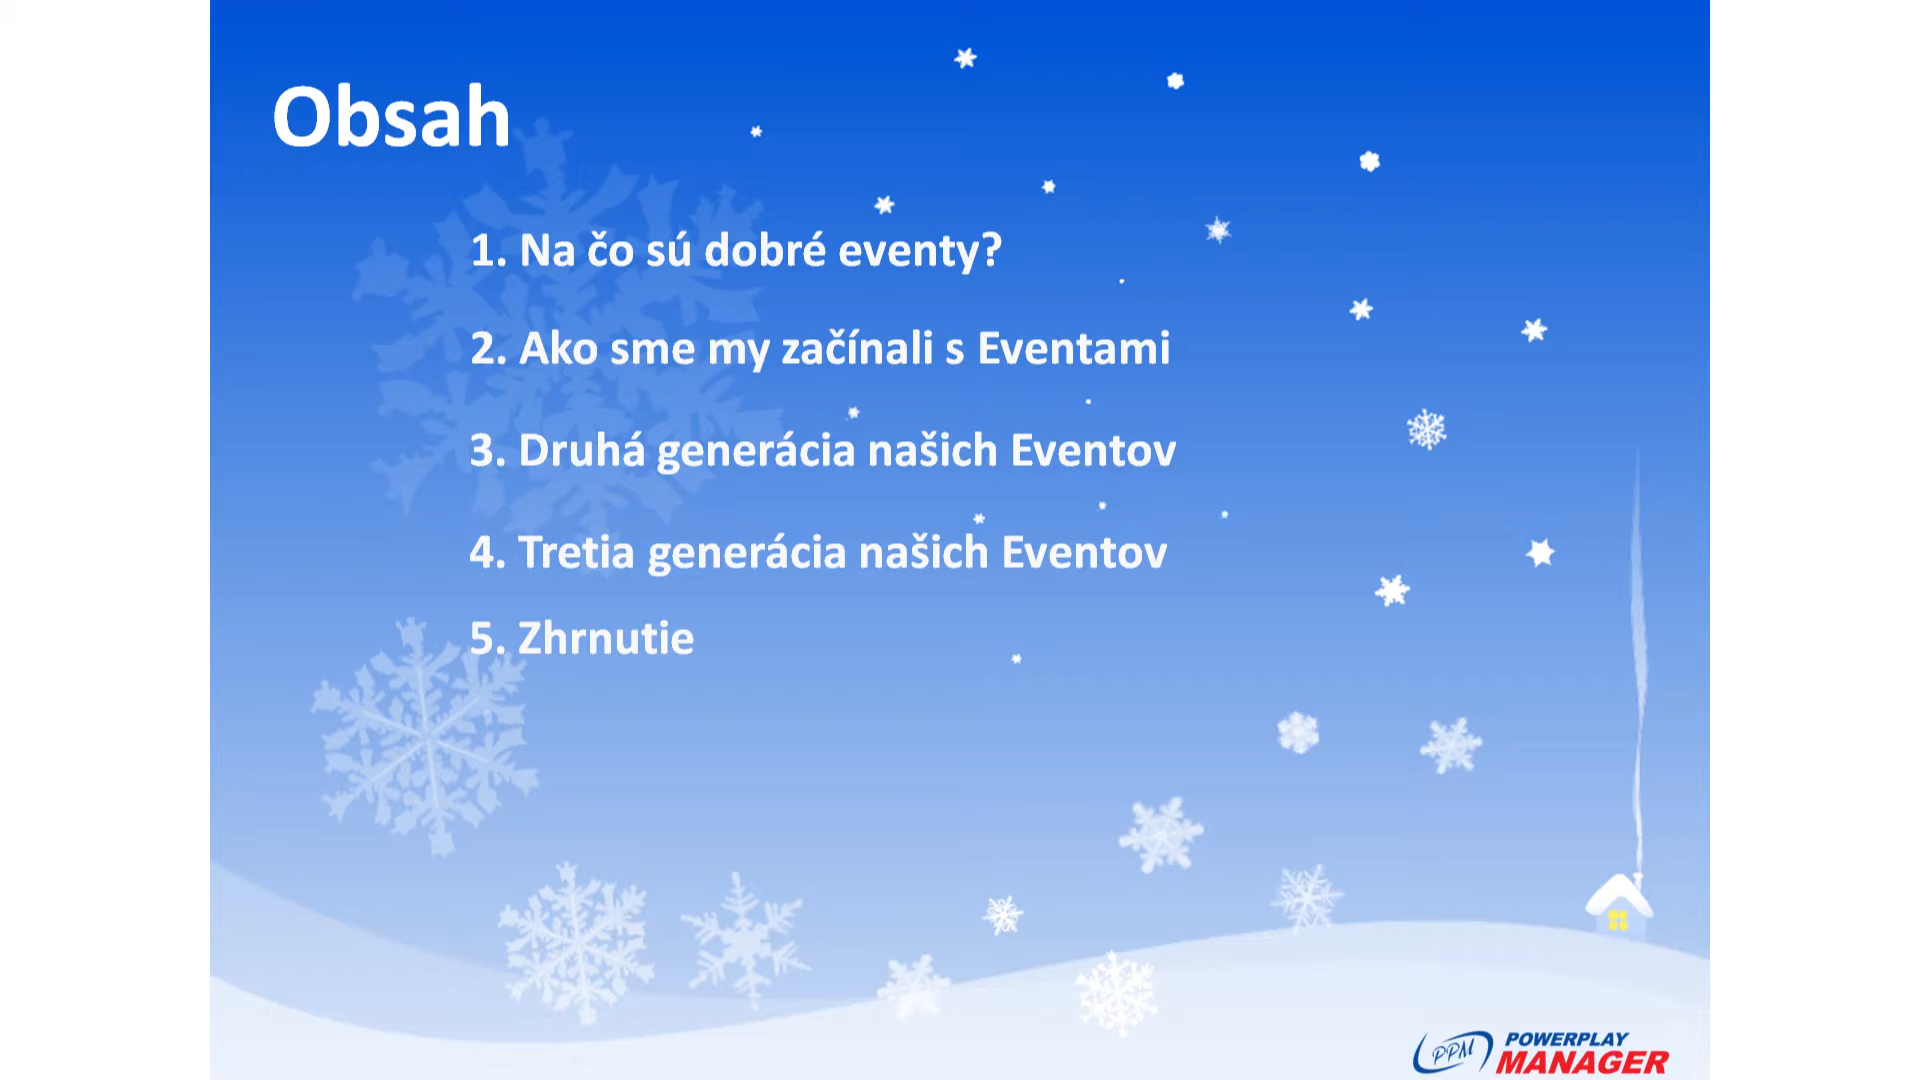 Obsah
1. Na čo sú dobré eventy?
2. Ako sme my začínali s Eventami
3. Druhá generácia našich Eventov
4. Tretia generácia našich Eventov
5. Zhrnutie
PPM
POWERPLAY
MANAGER